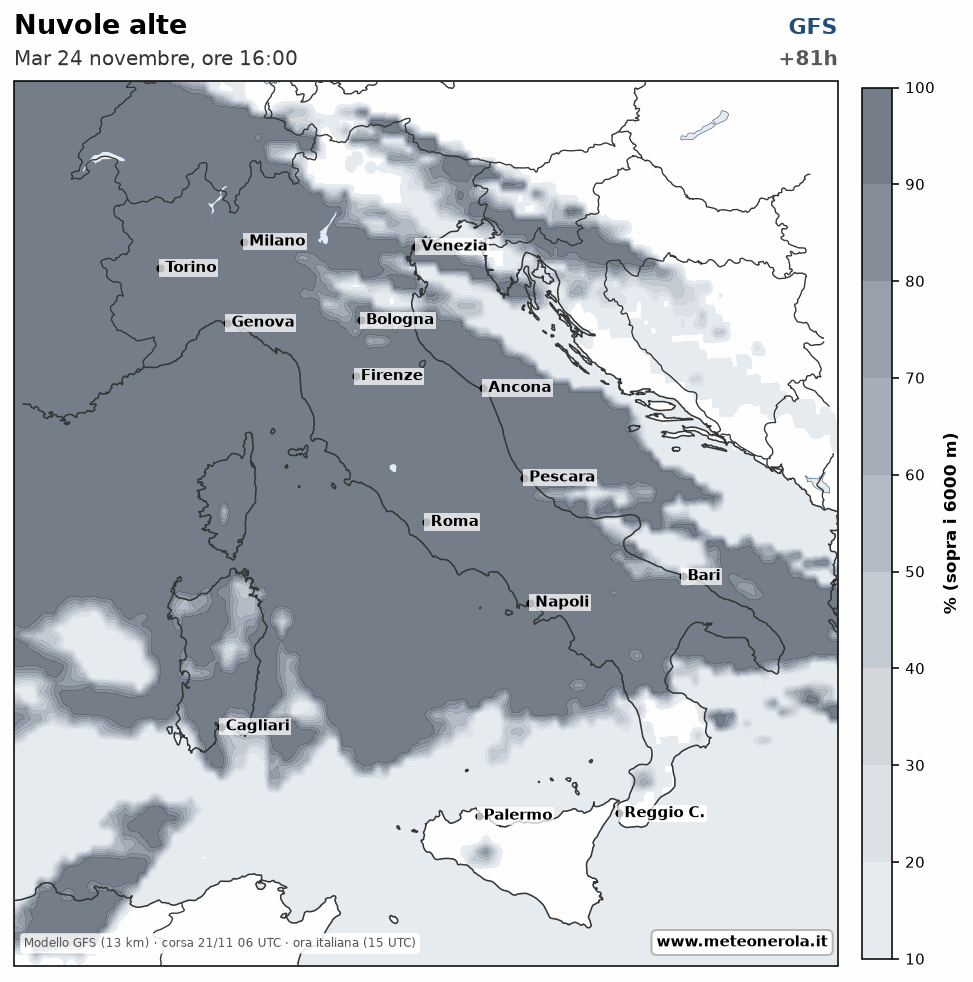 Nuvole alte
GFS
Mar 24 novembre, ore 16:00
+81h
100
90
80
70
60
50
40
30
20
10
% (sopra i 6000 m)
Milano
Venezia
Torino
Genova
Bologna
Firenze
Ancona
Pescara
Roma
Bari
Napoli
Cagliari
Palermo
Reggio C.
Modello GFS (13 km) · corsa 21/11 06 UTC · ora italiana (15 UTC)
www.meteonerola.it